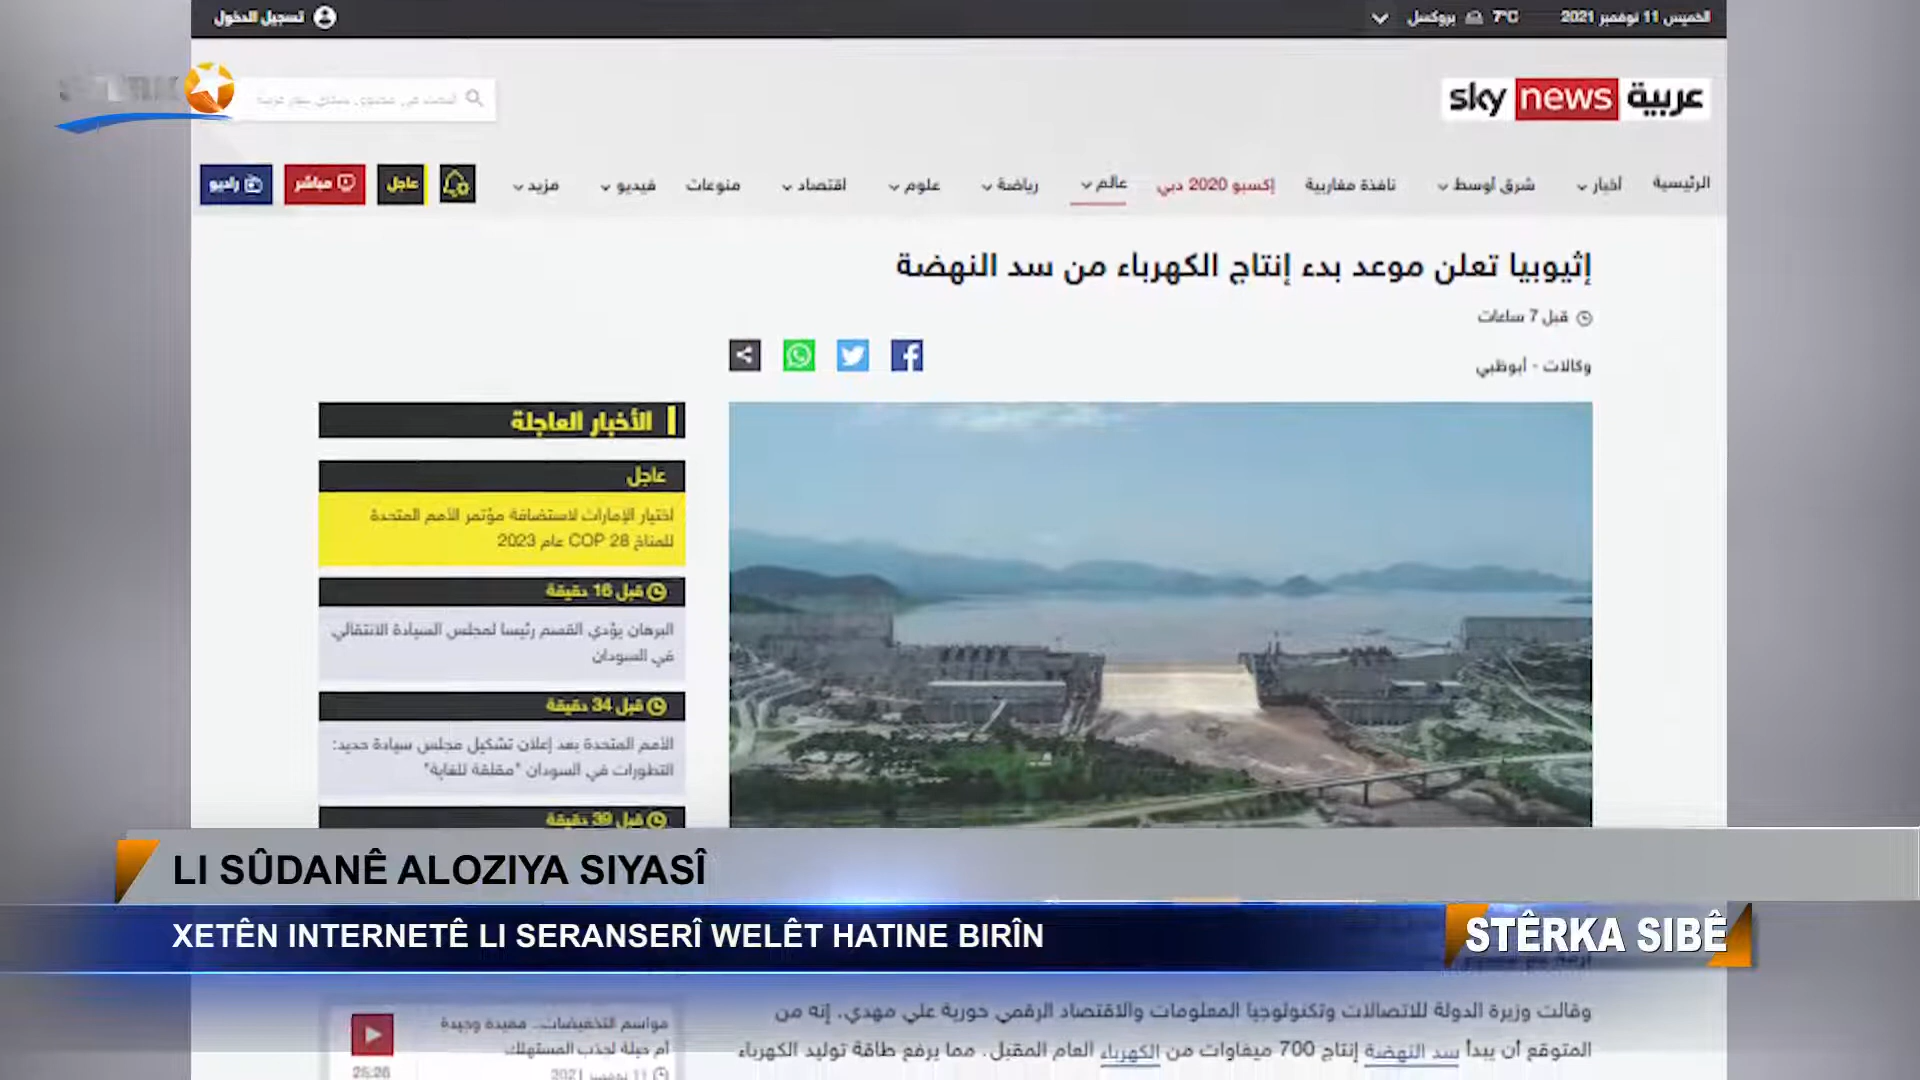 الخميس 11 نوفمبر 2021
7°C بروكسل
تسجيل الدخول
sky news عربية
الرئيسية
أخبار
شرق أوسط
نافذة مغاربية
إكسبو 2020 دبي
عالم
رياضة
علوم
اقتصاد
منوعات
فيديو
مزيد
عاجل
مباشر
راديو
إثيوبيا تعلن موعد بدء إنتاج الكهرباء من سد النهضة
قبل 7 ساعات
وكالات - أبوظبي
الأخبار العاجلة
عاجل
اختيار الإمارات لاستضافة مؤتمر الأمم المتحدة
للمناخ COP 28 عام 2023
قبل 16 دقيقة
البرهان يؤدي القسم رئيسا لمجلس السيادة الانتقالي
في السودان
قبل 34 دقيقة
الأمم المتحدة بعد إعلان تشكيل مجلس سيادة جديد:
التطورات في السودان "مقلقة للغاية"
قبل 39 دقيقة
LI SÛDANÊ ALOZIYA SIYASÎ
XETÊN INTERNETÊ LI SERANSERÎ WELÊT HATINE BIRÎN
STÊRKA SIBÊ
وقالت وزيرة الدولة للاتصالات وتكنولوجيا المعلومات والاقتصاد الرقمي حورية علي مهدي، إنه من
المتوقع أن يبدأ سد النهضة إنتاج 700 ميغاوات من الكهرباء العام المقبل، مما يرفع طاقة توليد الكهرباء
مواسم التخفيضات.. مفيدة وجيدة
أم حيلة لجذب المستهلك
11 نوفمبر 2021
25:26